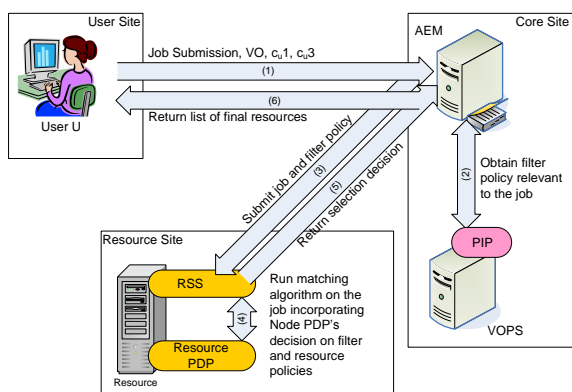 User Site
Core Site
AEM
Job Submission, VO, cu1, cu3
(1)
(6)
Return list of final resources
User U
Submit job and filter policy
(3)
(5)
Return selection decision
(2)
Obtain filter
policy relevant
to the job
PIP
VOPS
Resource Site
RSS
(4)
Resource
PDP
Run matching
algorithm on the
job incorporating
Node PDP's
decision on filter
and resource
policies
Resource